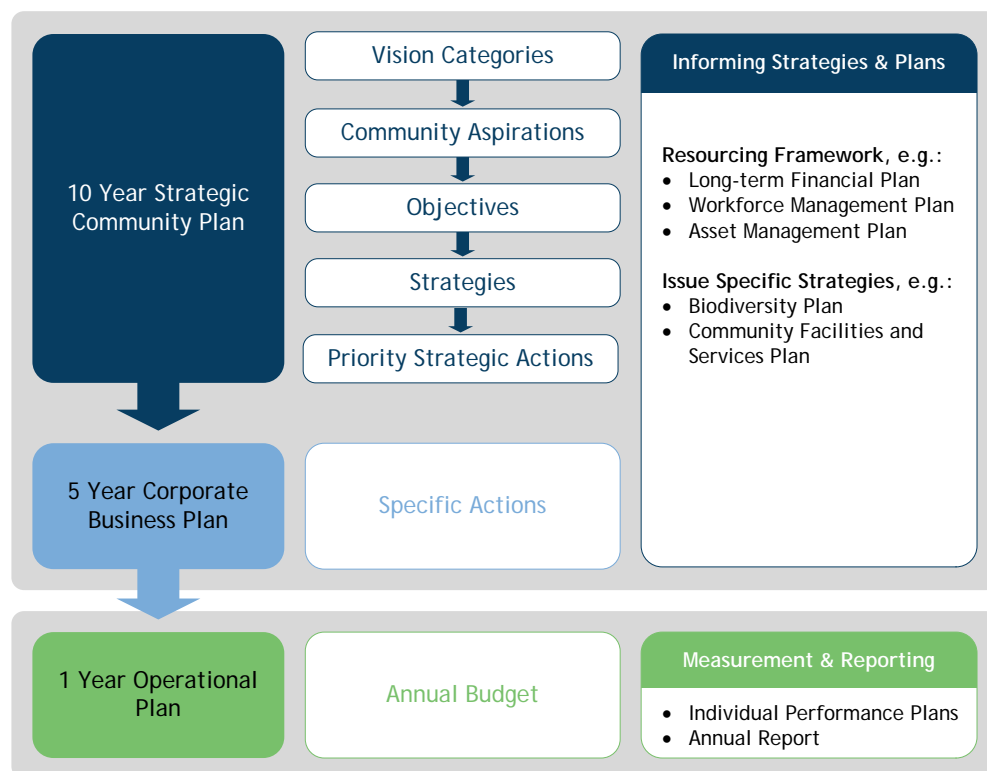 10 Year Strategic
Community Plan
Vision Categories
Community Aspirations
Objectives
Strategies
Priority Strategic Actions
Informing Strategies & Plans
Resourcing Framework, e.g.:
• Long-term Financial Plan
• Workforce Management Plan
• Asset Management Plan
Issue Specific Strategies, e.g.:
• Biodiversity Plan
• Community Facilities and
Services Plan
5 Year Corporate
Business Plan
Specific Actions
1 Year Operational
Plan
Annual Budget
Measurement & Reporting
• Individual Performance Plans
• Annual Report